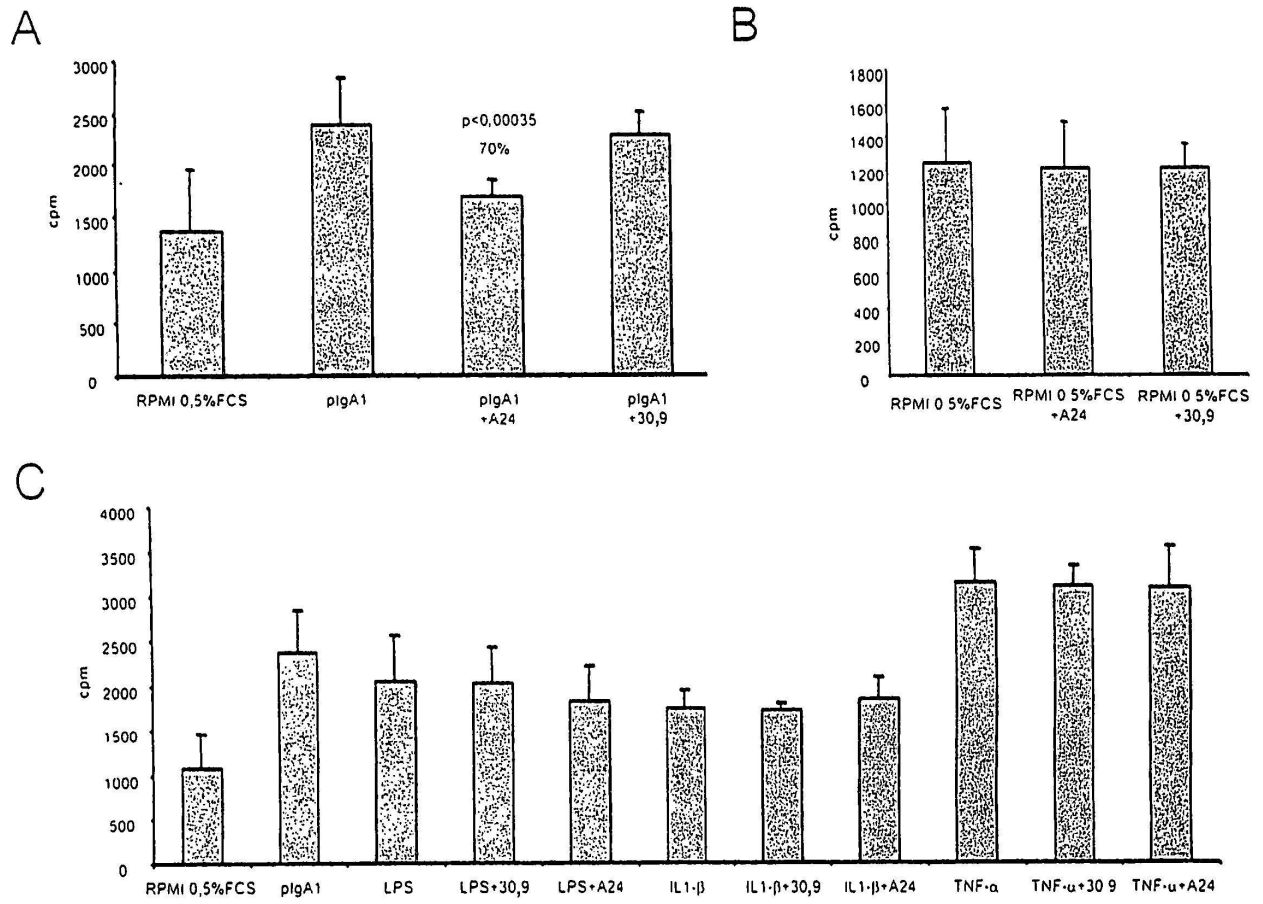 A
3000
2500
2000
1500
1000
500
0
cpm
p<0,00035
70%
RPMI 0,5%FCS
pIgA1
pIgA1
+A24
pIgA1
+30,9
B
1800
1600
1400
1200
1000
800
600
400
200
0
cpm
RPMI 0 5%FCS
RPMI 0 5%FCS
+A24
RPMI 0 5%FCS
+30,9
C
4000
3500
3000
2500
2000
1500
1000
500
0
cpm
RPMI 0,5%FCS
pIgA1
LPS
LPS+30,9
LPS+A24
IL1-β
IL1-β+30,9
IL1-β+A24
TNF-α
TNF-α+30 9
TNF-α+A24